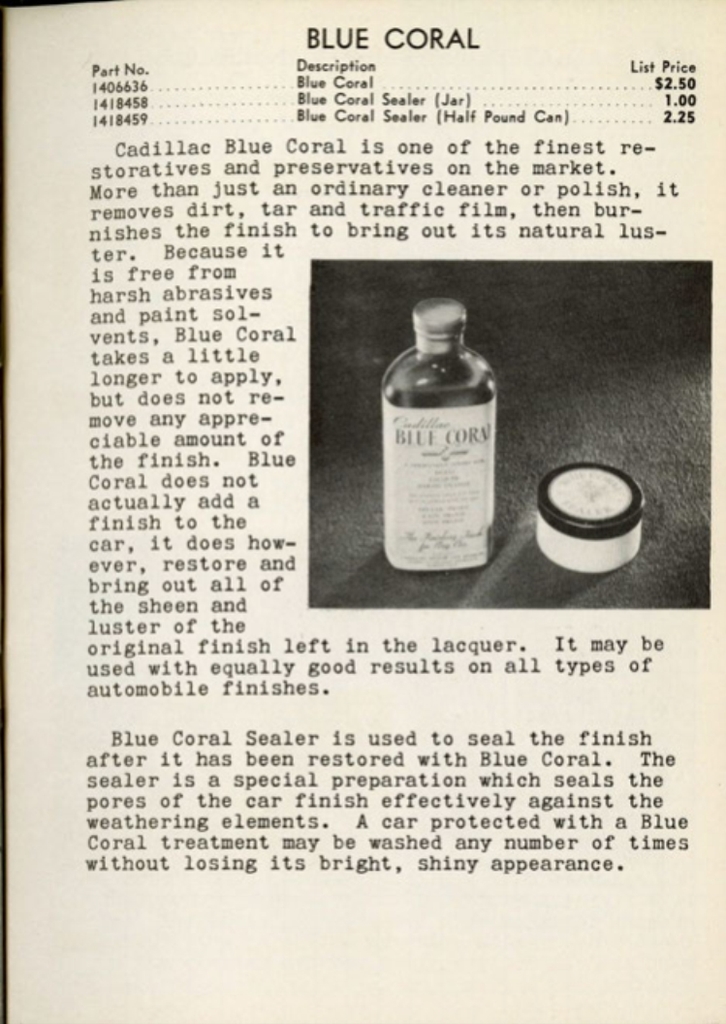 BLUE CORAL
Part No. Description List Price
1406636 Blue Coral $2.50
1418458 Blue Coral Sealer (Jar) 1.00
1418459 Blue Coral Sealer (Half Pound Can) 2.25
Cadillac Blue Coral is one of the finest re-
storatives and preservatives on the market.
More than just an ordinary cleaner or polish, it
removes dirt, tar and traffic film, then bur-
nishes the finish to bring out its natural lus-
ter. Because it
is free from
harsh abrasives
and paint sol-
vents, Blue Coral
takes a little
longer to apply,
but does not re-
move any appre-
ciable amount of
the finish. Blue
Coral does not
actually add a
finish to the
car, it does how-
ever, restore and
bring out all of
the sheen and
luster of the
original finish left in the lacquer. It may be
used with equally good results on all types of
automobile finishes.
Cadillac
BLUE CORAL
Blue Coral Sealer is used to seal the finish
after it has been restored with Blue Coral. The
sealer is a special preparation which seals the
pores of the car finish effectively against the
weathering elements. A car protected with a Blue
Coral treatment may be washed any number of times
without losing its bright, shiny appearance.